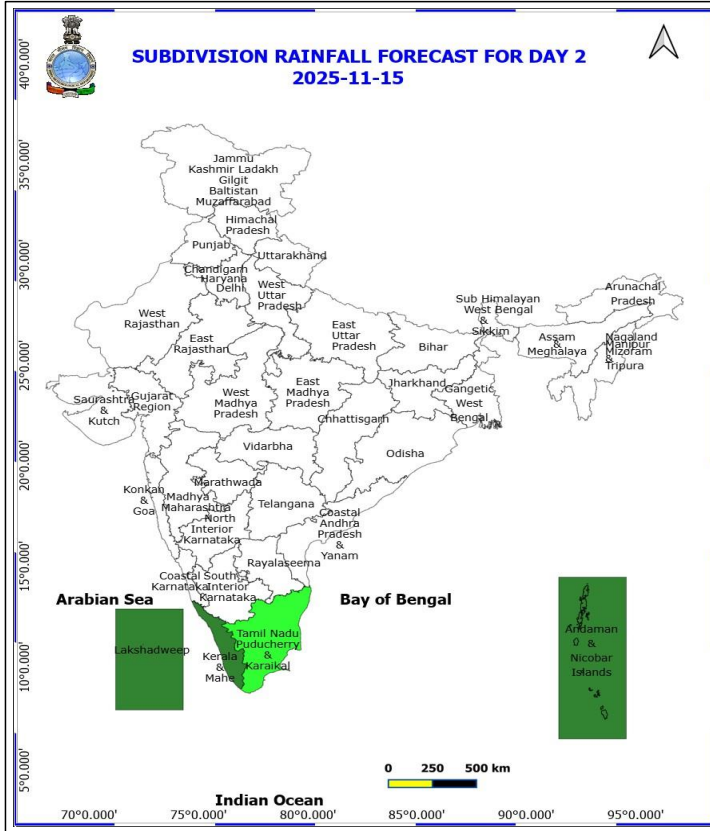 SUBDIVISION RAINFALL FORECAST FOR DAY 2
2025-11-15
40°0.000'
35°0.000'
30°0.000'
25°0.000'
20°0.000'
15°0.000'
10°0.000'
5°0.000'
Jammu
Kashmir Ladakh
Gilgit
Baltistan
Muzaffarabad
Himachal
Pradesh
Punjab
Uttarakhand
Chandigarh
Haryana
Delhi
West
Uttar
Pradesh
West
Rajasthan
East
Rajasthan
East
Uttar
Pradesh
Bihar
Sub Himalayan
West Bengal
&
Sikkim
Arunachal
Pradesh
Assam
&
Meghalaya
Nagaland
Manipur
Mizoram
&
Tripura
Saurashtra
&
Kutch
Gujarat
Region
West
Madhya
Pradesh
East
Madhya
Pradesh
Jharkhand
Gangetic
West
Bengal
Chhattisgarh
Odisha
Vidarbha
Konkan
&
Goa
Madhya
Maharashtra
Marathwada
Telangana
North
Interior
Karnataka
Coastal
Andhra
Pradesh
&
Yanam
Rayalaseema
Coastal
Karnataka
South
Interior
Karnataka
Arabian Sea
Bay of Bengal
Lakshadweep
Kerala
&
Mahe
Tamil Nadu
Puducherry
&
Karaikal
Andaman
&
Nicobar
Islands
0 250 500 km
Indian Ocean
70°0.000' 75°0.000' 80°0.000' 85°0.000' 90°0.000' 95°0.000'